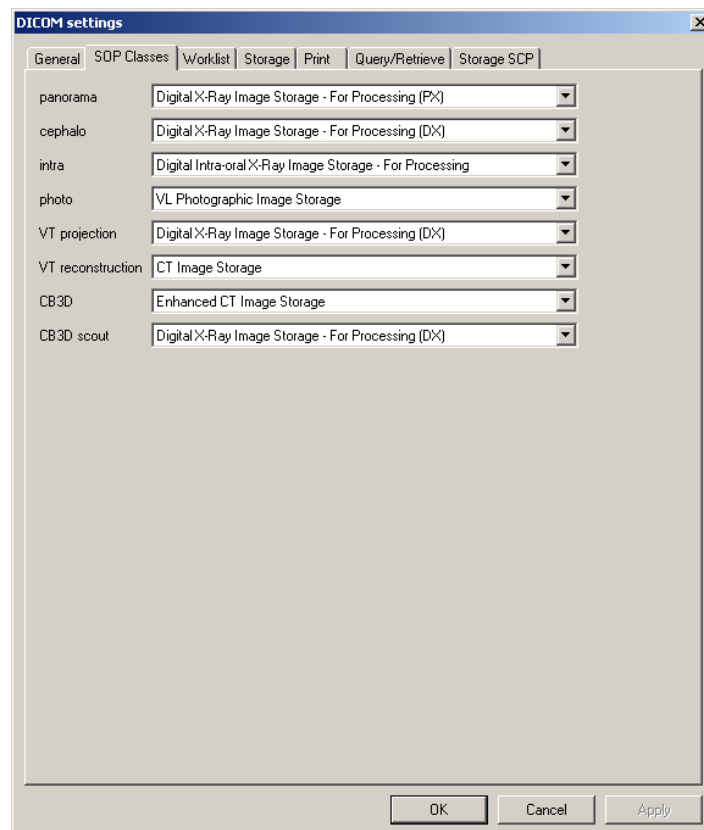 DICOM settings
General SOP Classes Worklist Storage Print Query/Retrieve Storage SCP
panorama Digital X-Ray Image Storage - For Processing (PX)
cephalo Digital X-Ray Image Storage - For Processing (DX)
intra Digital Intra-oral X-Ray Image Storage - For Processing
photo VL Photographic Image Storage
VT projection Digital X-Ray Image Storage - For Processing (DX)
VT reconstruction CT Image Storage
CB3D Enhanced CT Image Storage
CB3D scout Digital X-Ray Image Storage - For Processing (DX)
OK Cancel Apply